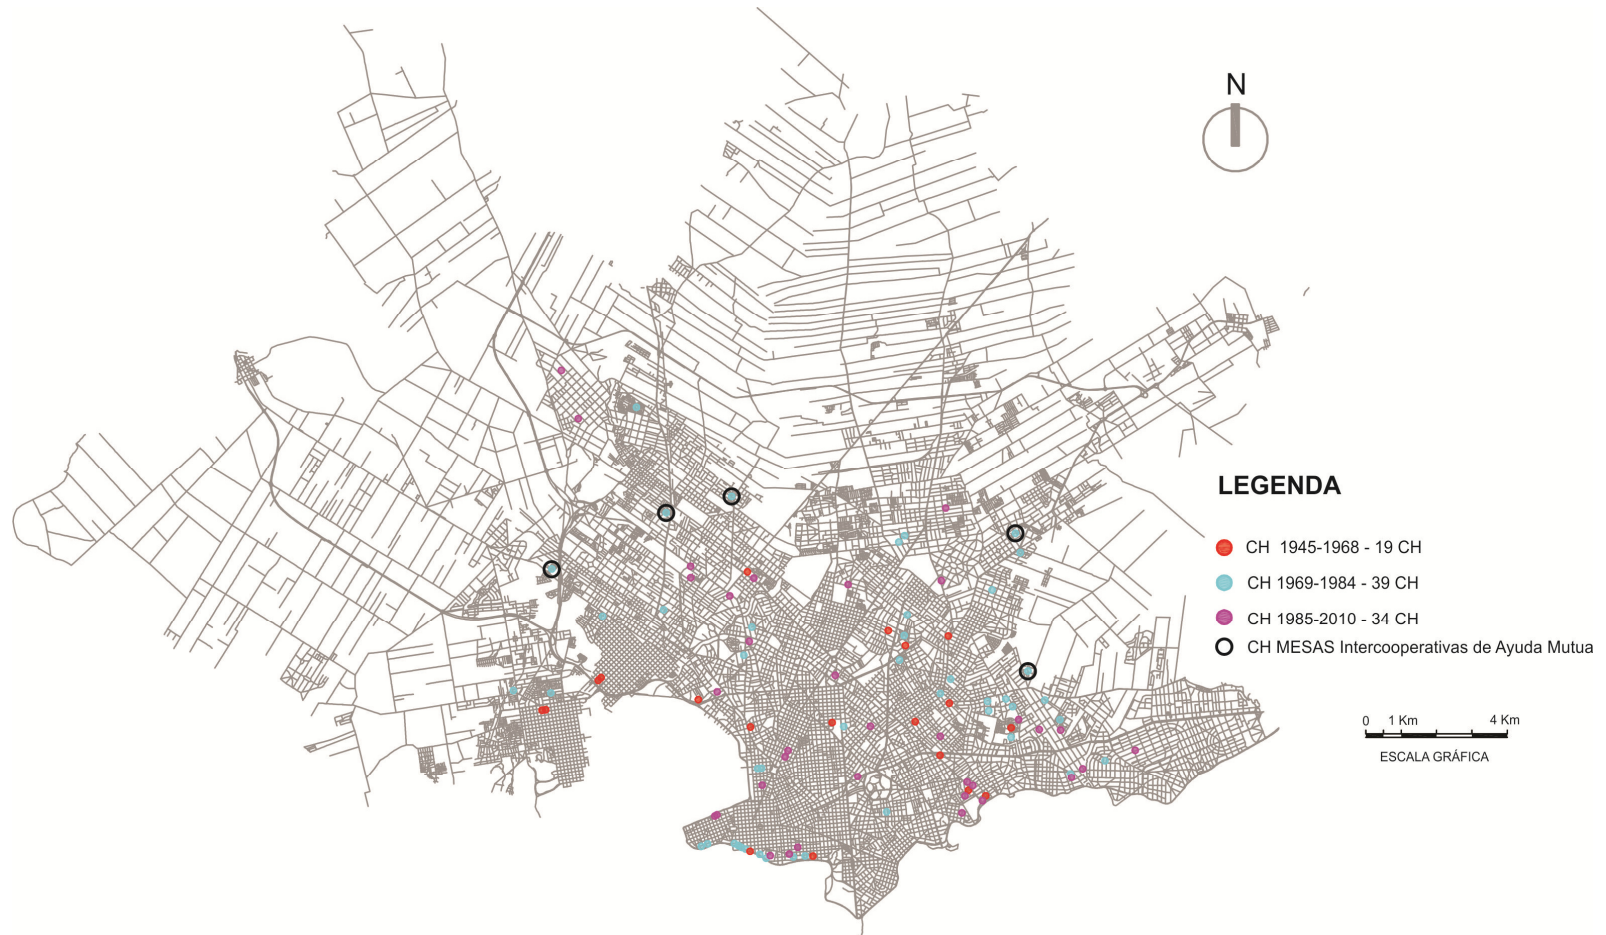 N
LEGENDA
CH 1945-1968 - 19 CH
CH 1969-1984 - 39 CH
CH 1985-2010 - 34 CH
CH MESAS Intercooperativas de Ayuda Mutua
0 1 Km 4 Km
ESCALA GRÁFICA